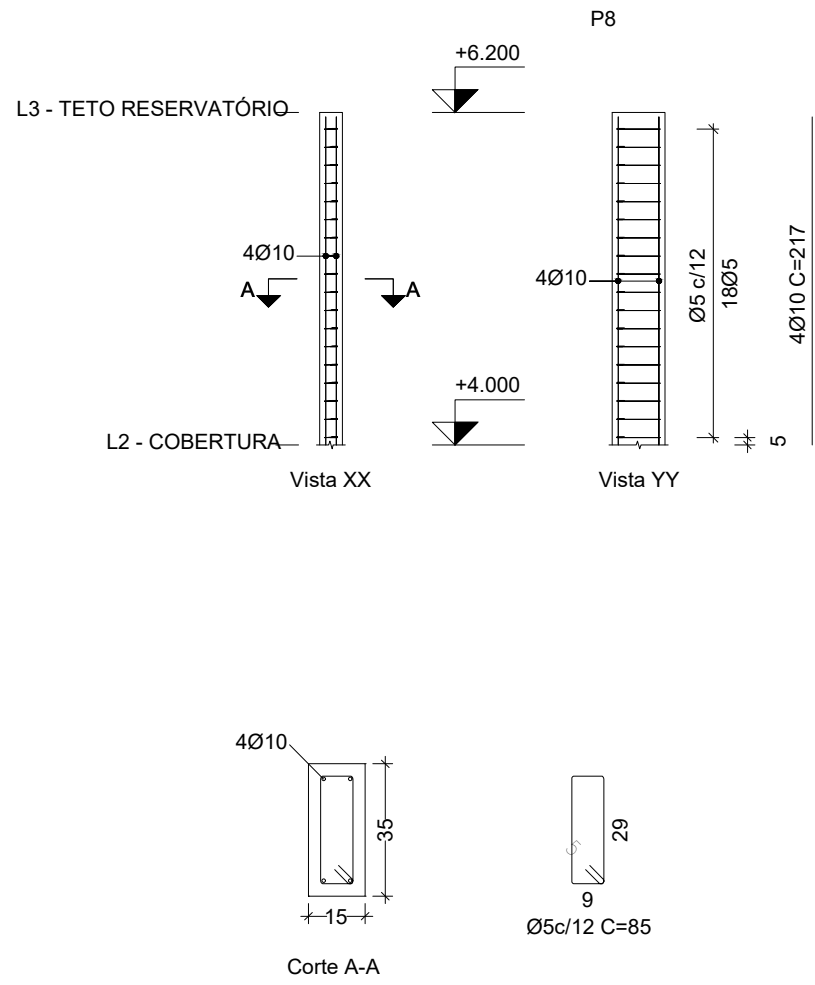 P8
+6.200
L3 - TETO RESERVATÓRIO
4Ø10
A
A
4Ø10
Ø5 c/12
18Ø5
4Ø10 C=217
+4.000
L2 - COBERTURA
5
Vista XX
Vista YY
4Ø10
35
15
Corte A-A
5
29
9
Ø5c/12 C=85